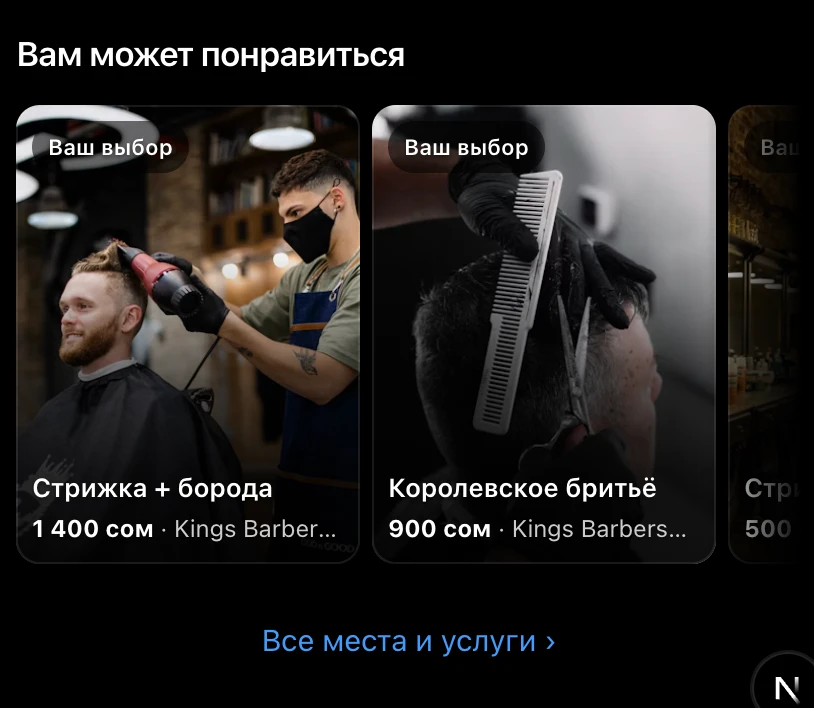 Вам может понравиться
Ваш выбор
Ваш выбор
Стрижка + борода
1 400 сом · Kings Barber...
Королевское бритьё
900 сом · Kings Barbers...
500
Все места и услуги ›
N